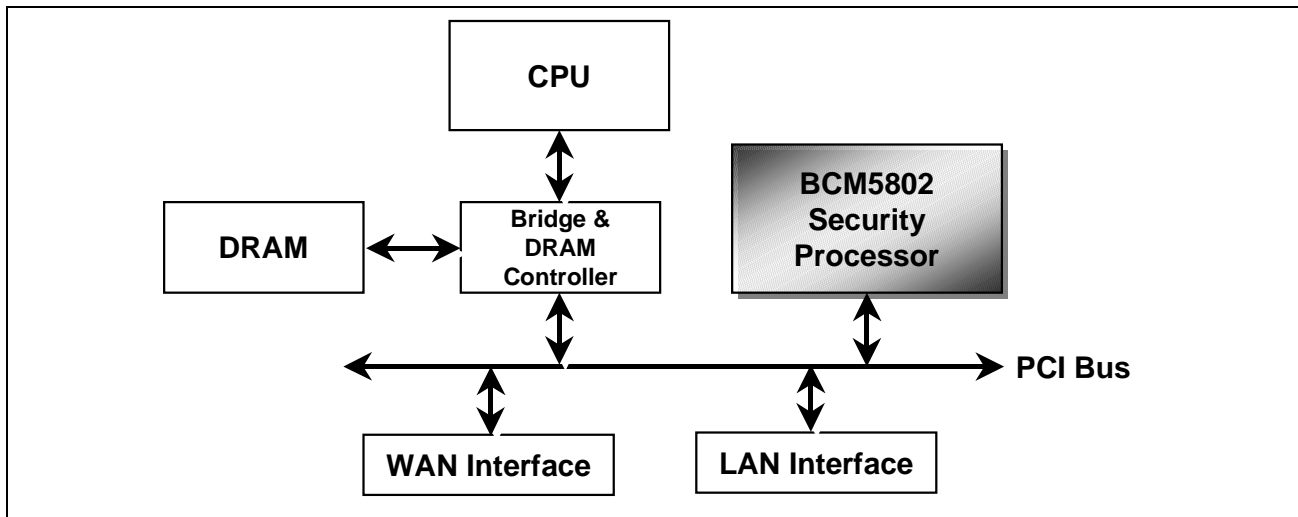 CPU
DRAM
Bridge &
DRAM
Controller
BCM5802
Security
Processor
PCI Bus
WAN Interface
LAN Interface